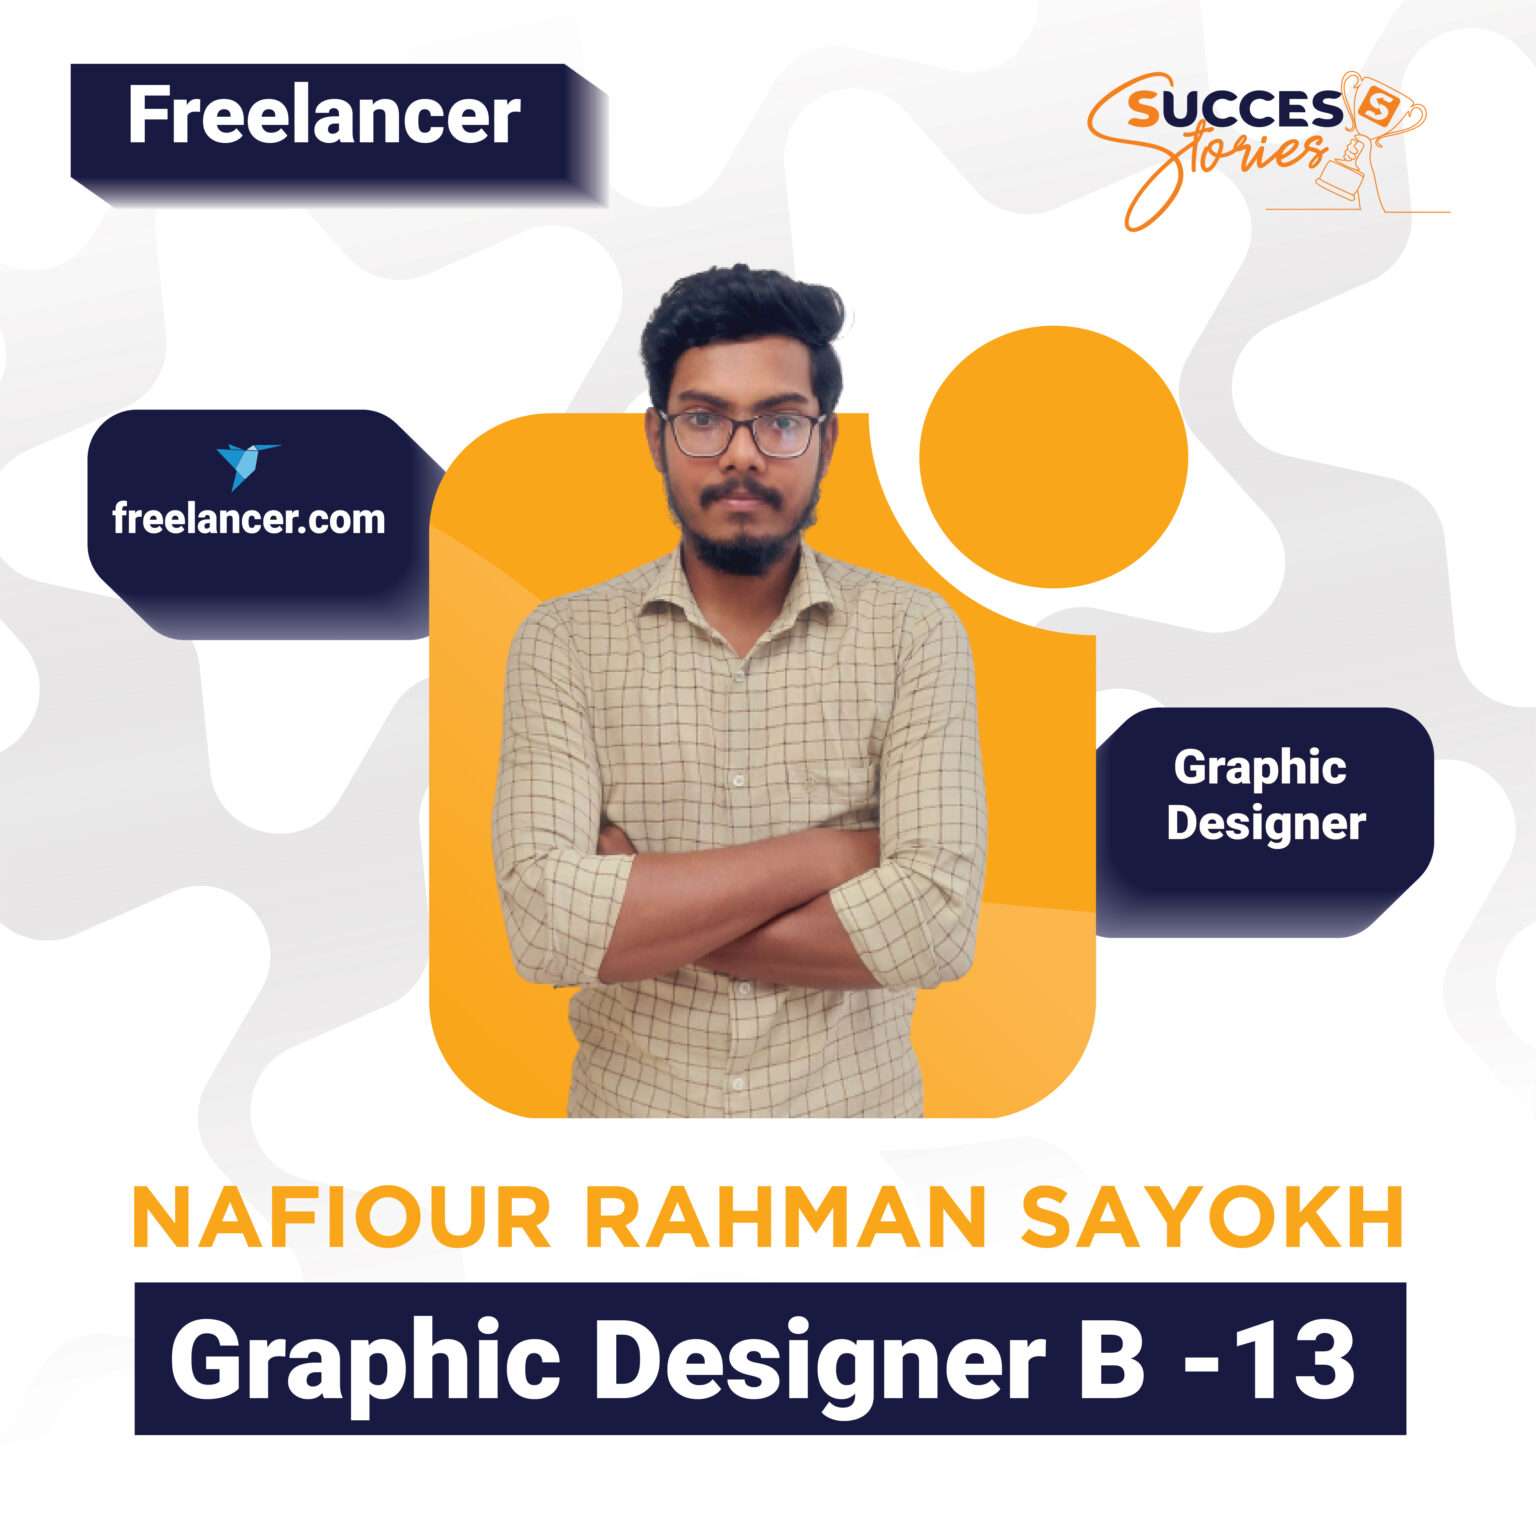 Freelancer
SUCCESS
Stories
freelancer.com
Graphic
Designer
NAFIOUR RAHMAN SAYOKH
Graphic Designer B -13